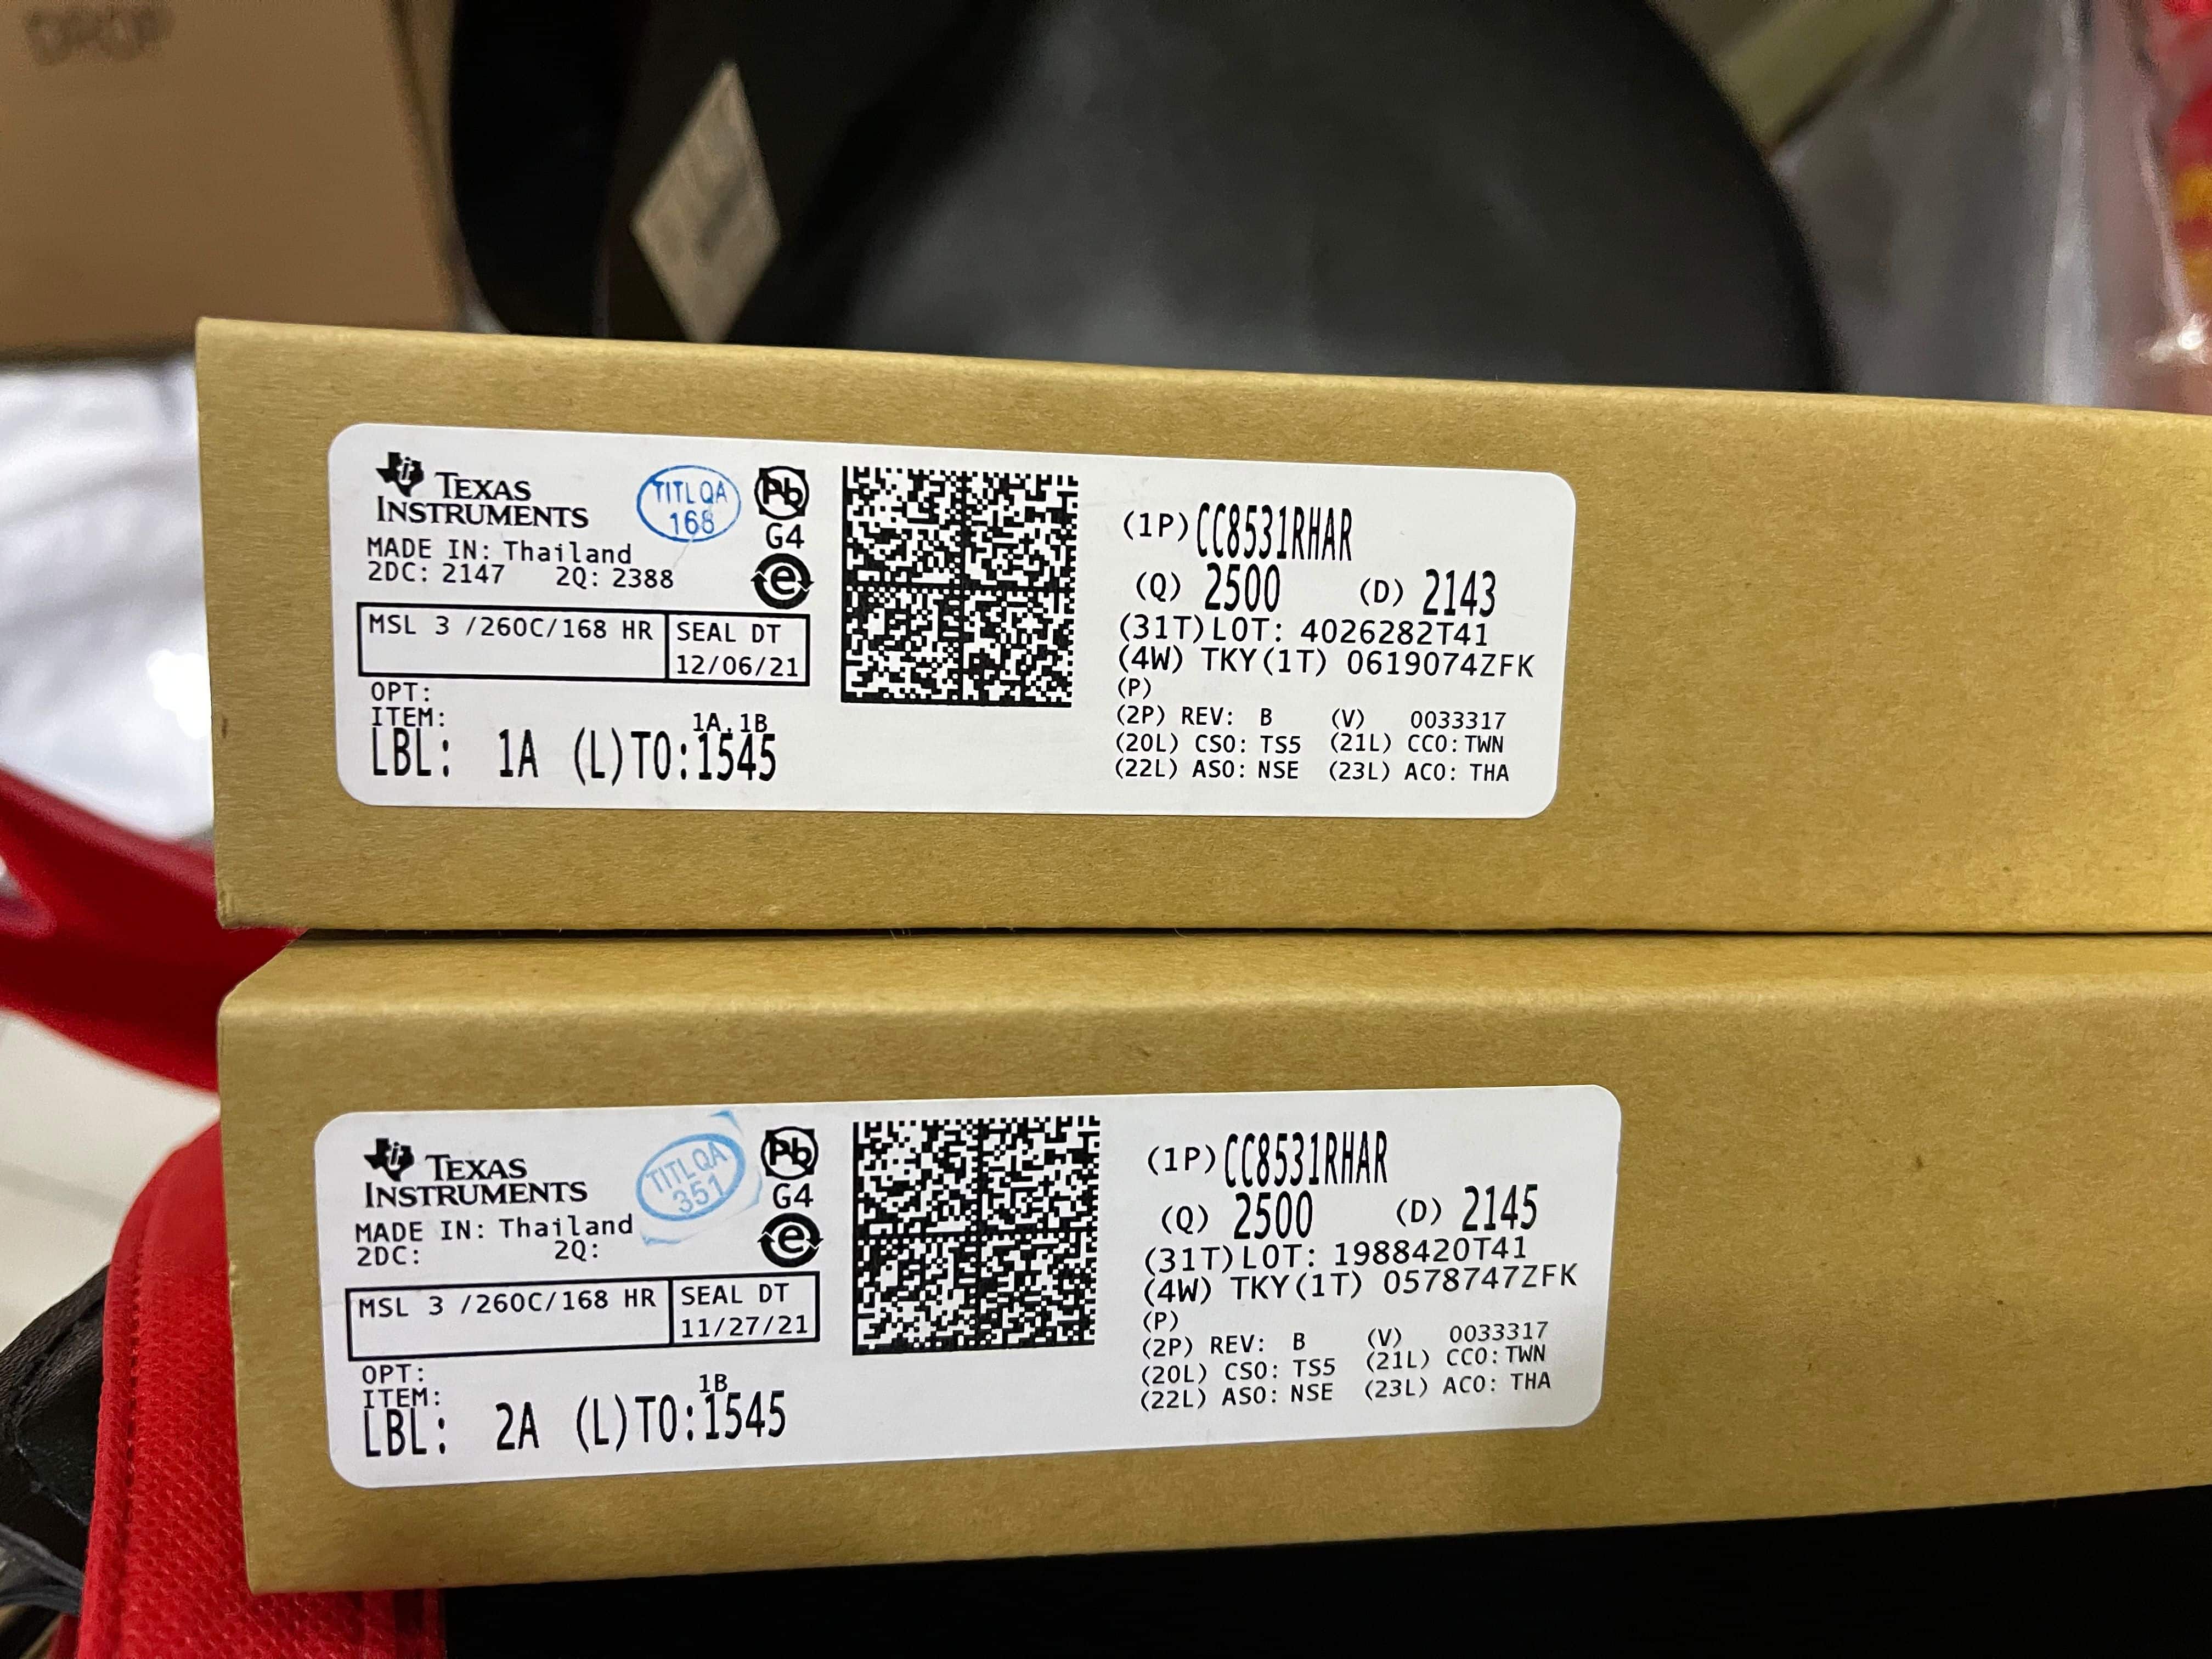 DROP
TEXAS
INSTRUMENTS
TITL QA
168
Pb
G4
e
MADE IN: Thailand
2DC: 2147 2Q: 2388
MSL 3 /260C/168 HR
SEAL DT
12/06/21
OPT:
ITEM:
1A,1B
LBL: 1A (L)TO:1545
(1P)CC8531RHAR
(Q) 2500 (D) 2143
(31T)LOT: 4026282T41
(4W) TKY(1T) 0619074ZFK
(P)
(2P) REV: B (V) 0033317
(20L) CSO: TS5 (21L) CCO:TWN
(22L) ASO: NSE (23L) ACO: THA
TEXAS
INSTRUMENTS
TITL QA
351
Pb
G4
e
MADE IN: Thailand
2DC: 2Q:
MSL 3 /260C/168 HR
SEAL DT
11/27/21
OPT:
ITEM:
1B
LBL: 2A (L)TO:1545
(1P)CC8531RHAR
(Q) 2500 (D) 2145
(31T)LOT: 1988420T41
(4W) TKY(1T) 0578747ZFK
(P)
(2P) REV: B (V) 0033317
(20L) CSO: TS5 (21L) CCO:TWN
(22L) ASO: NSE (23L) ACO: THA